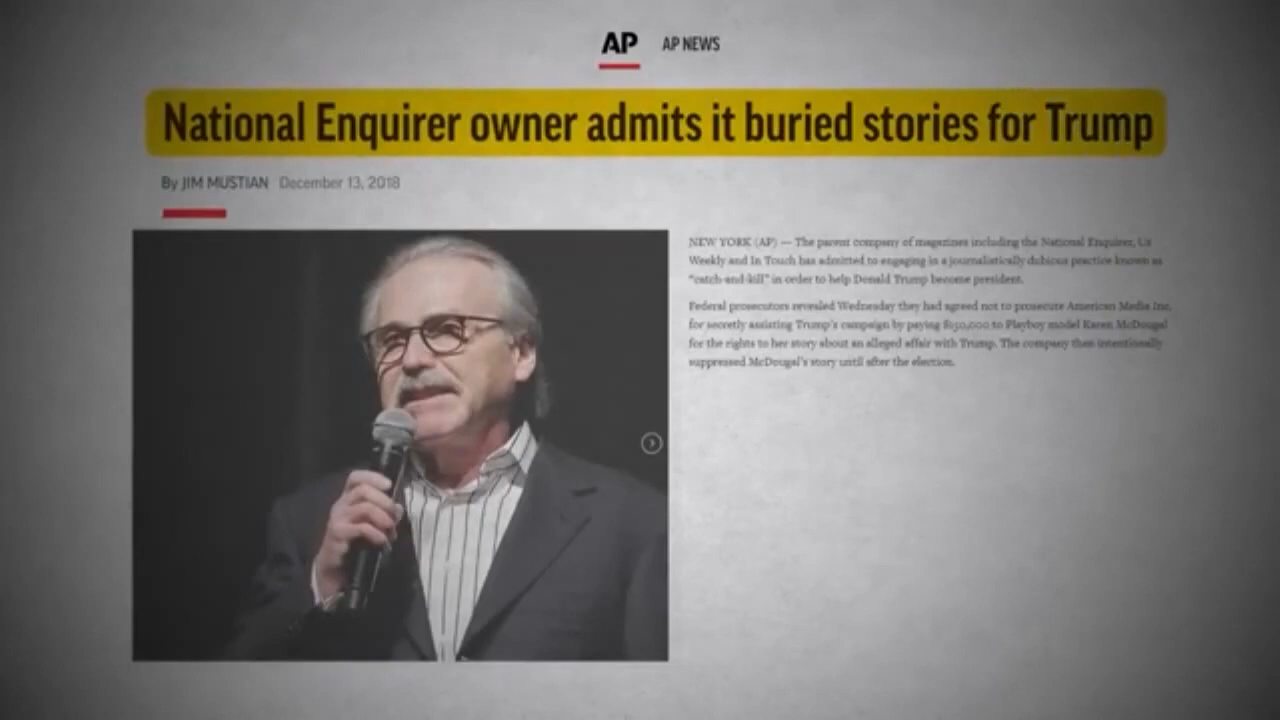 AP AP NEWS
National Enquirer owner admits it buried stories for Trump
By JIM MUSTIAN December 13, 2018
NEW YORK (AP) — The parent company of magazines including the National Enquirer, Us
Weekly and In Touch has admitted to engaging in a journalistically dubious practice known as
“catch-and-kill” in order to help Donald Trump become president.
Federal prosecutors revealed Wednesday they had agreed not to prosecute American Media Inc.
for secretly assisting Trump’s campaign by paying $150,000 to Playboy model Karen McDougal
for the rights to her story about an alleged affair with Trump. The company then intentionally
suppressed McDougal’s story until after the election.